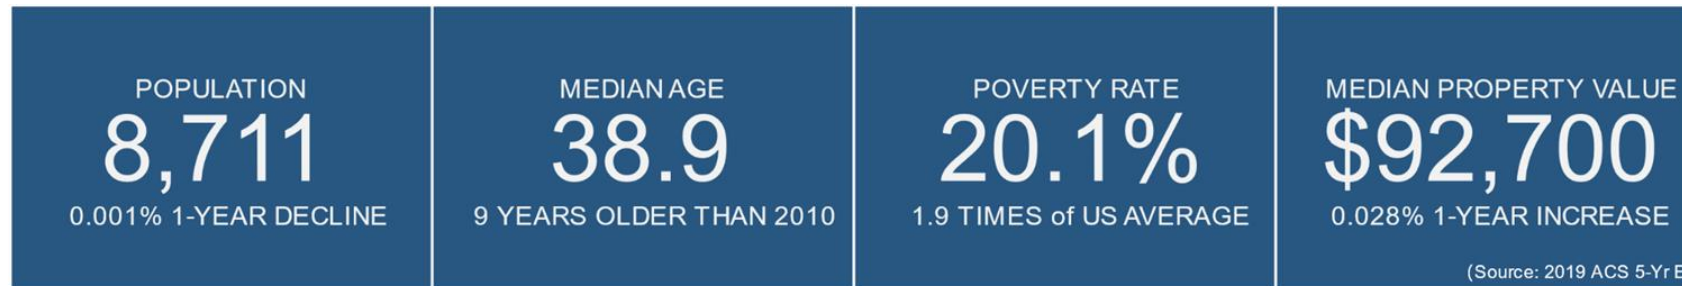 POPULATION
8,711
0.001% 1-YEAR DECLINE
MEDIAN AGE
38.9
9 YEARS OLDER THAN 2010
POVERTY RATE
20.1%
1.9 TIMES of US AVERAGE
MEDIAN PROPERTY VALUE
$92,700
0.028% 1-YEAR INCREASE
(Source: 2019 ACS 5-Yr E